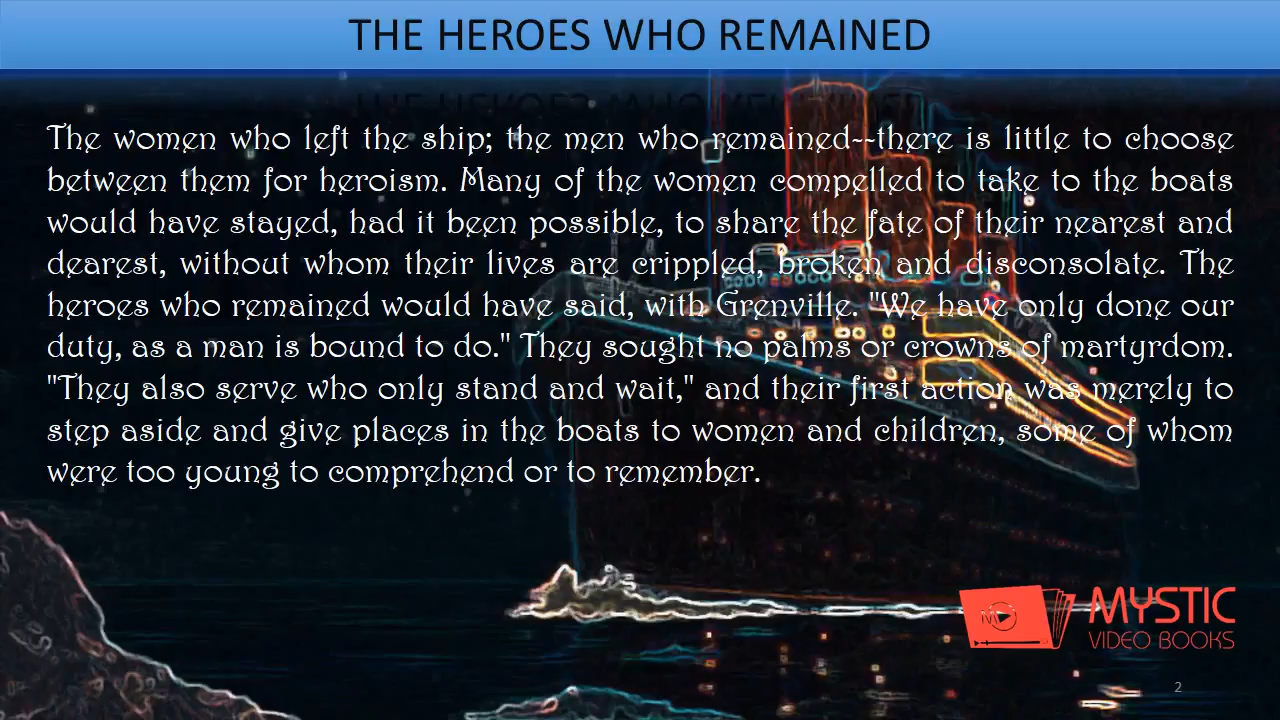 THE HEROES WHO REMAINED
The women who left the ship; the men who remained--there is little to choose
between them for heroism. Many of the women compelled to take to the boats
would have stayed, had it been possible, to share the fate of their nearest and
dearest, without whom their lives are crippled, broken and disconsolate. The
heroes who remained would have said, with Grenville. "We have only done our
duty, as a man is bound to do." They sought no palms or crowns of martyrdom.
"They also serve who only stand and wait," and their first action was merely to
step aside and give places in the boats to women and children, some of whom
were too young to comprehend or to remember.
MYSTIC
VIDEO BOOKS
2